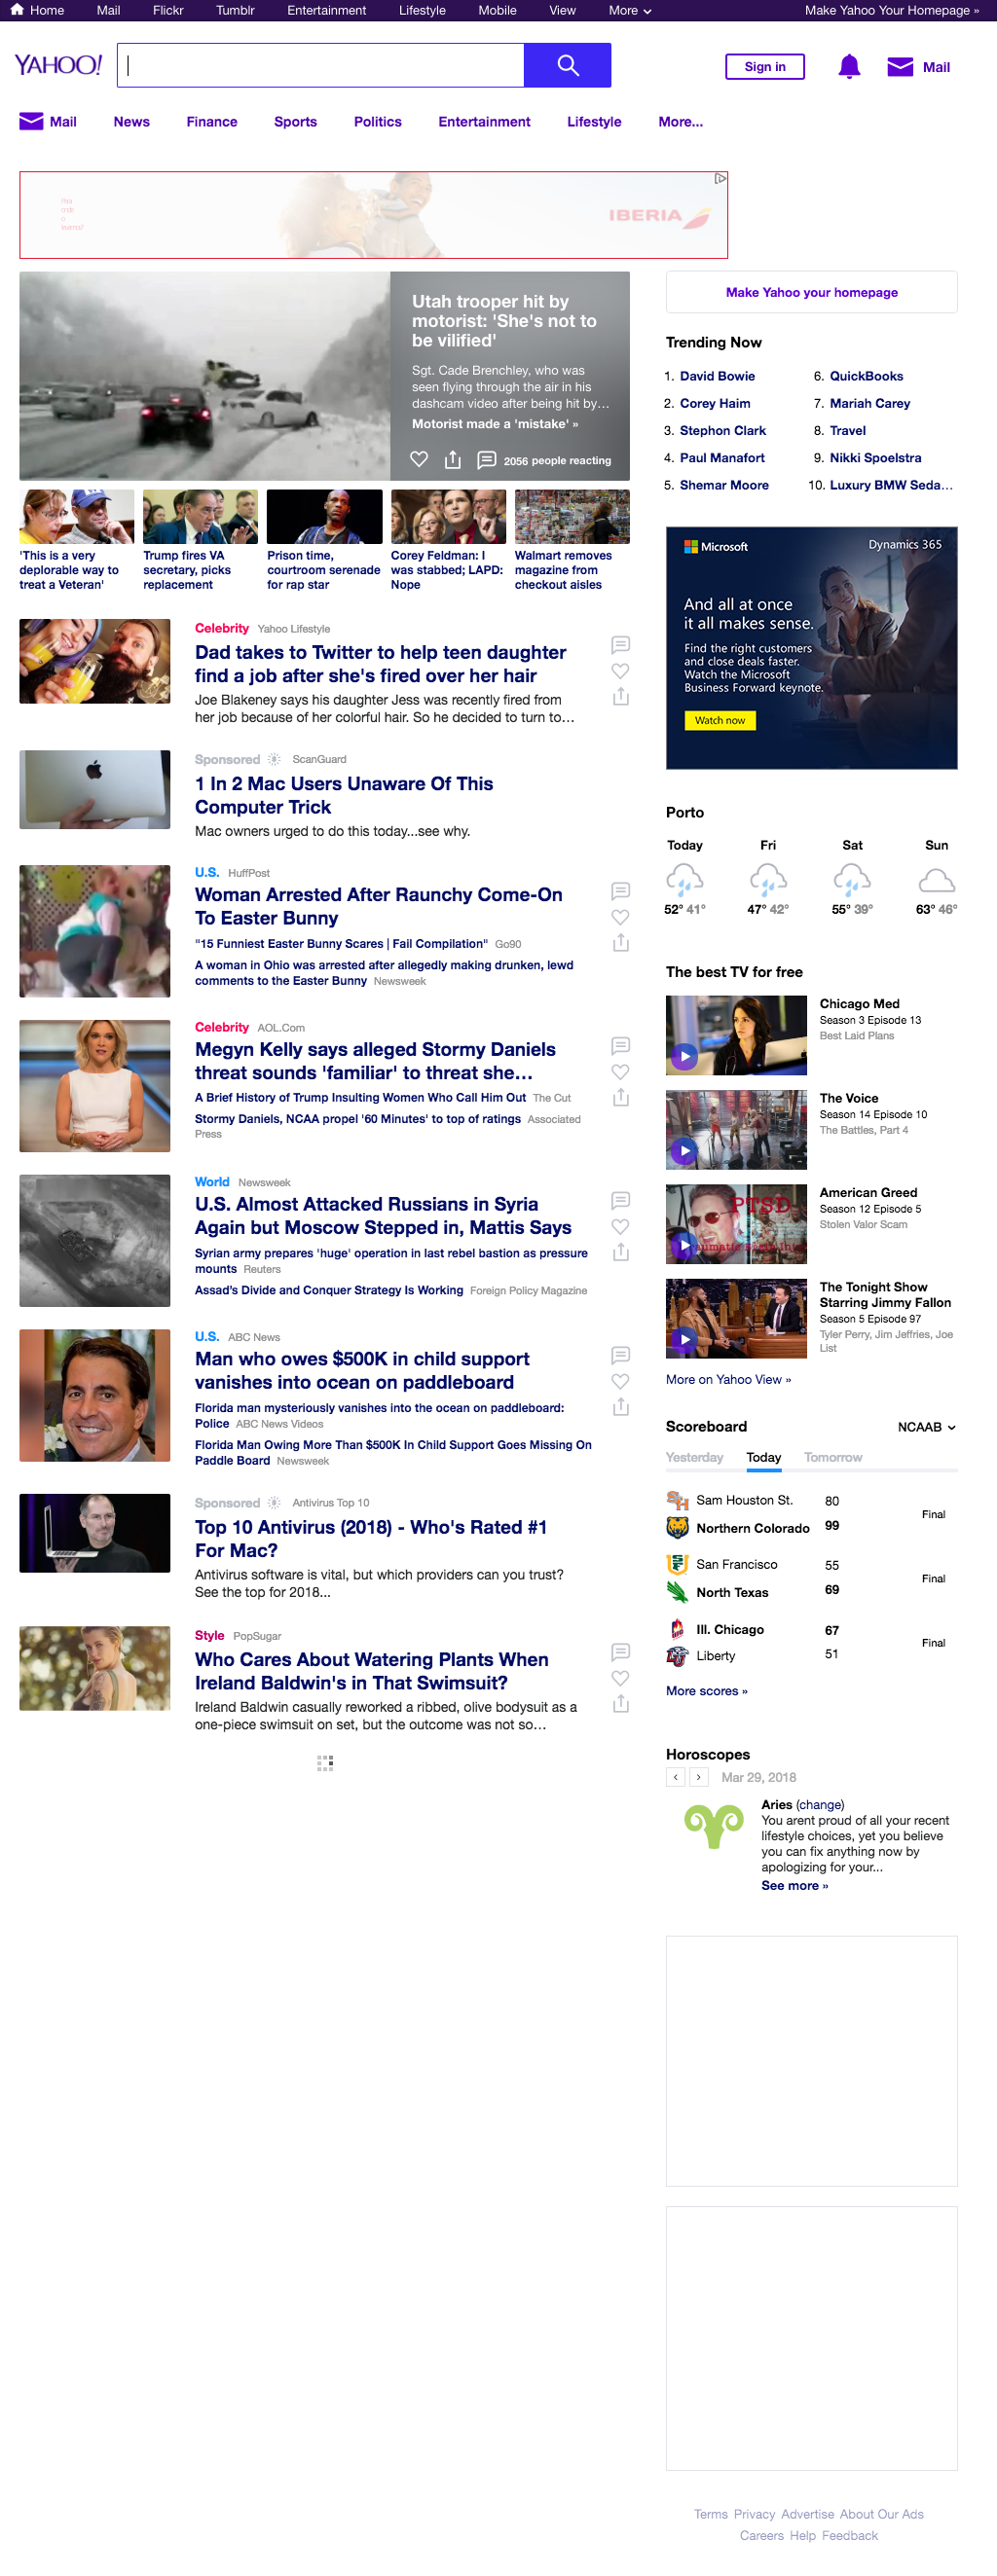 Home Mail Flickr Tumblr Entertainment Lifestyle Mobile View More Make Yahoo Your Homepage »
YAHOO!
Sign in
Mail
Mail News Finance Sports Politics Entertainment Lifestyle More...
IBERIA
Utah trooper hit by
motorist: 'She's not to
be vilified'
Sgt. Cade Brenchley, who was
seen flying through the air in his
dashcam video after being hit by…
Motorist made a 'mistake' »
2056 people reacting
'This is a very
deplorable way to
treat a Veteran'
Trump fires VA
secretary, picks
replacement
Prison time,
courtroom serenade
for rap star
Corey Feldman: I
was stabbed; LAPD:
Nope
Walmart removes
magazine from
checkout aisles
Celebrity Yahoo Lifestyle
Dad takes to Twitter to help teen daughter
find a job after she's fired over her hair
Joe Blakeney says his daughter Jess was recently fired from
her job because of her colorful hair. So he decided to turn to…
Sponsored ScanGuard
1 In 2 Mac Users Unaware Of This
Computer Trick
Mac owners urged to do this today...see why.
U.S. HuffPost
Woman Arrested After Raunchy Come-On
To Easter Bunny
"15 Funniest Easter Bunny Scares | Fail Compilation" Go90
A woman in Ohio was arrested after allegedly making drunken, lewd
comments to the Easter Bunny Newsweek
Celebrity AOL.Com
Megyn Kelly says alleged Stormy Daniels
threat sounds 'familiar' to threat she…
A Brief History of Trump Insulting Women Who Call Him Out The Cut
Stormy Daniels, NCAA propel '60 Minutes' to top of ratings Associated
Press
World Newsweek
U.S. Almost Attacked Russians in Syria
Again but Moscow Stepped in, Mattis Says
Syrian army prepares 'huge' operation in last rebel bastion as pressure
mounts Reuters
Assad's Divide and Conquer Strategy Is Working Foreign Policy Magazine
U.S. ABC News
Man who owes $500K in child support
vanishes into ocean on paddleboard
Florida man mysteriously vanishes into the ocean on paddleboard:
Police ABC News Videos
Florida Man Owing More Than $500K In Child Support Goes Missing On
Paddle Board Newsweek
Sponsored Antivirus Top 10
Top 10 Antivirus (2018) - Who's Rated #1
For Mac?
Antivirus software is vital, but which providers can you trust?
See the top for 2018...
Style PopSugar
Who Cares About Watering Plants When
Ireland Baldwin's in That Swimsuit?
Ireland Baldwin casually reworked a ribbed, olive bodysuit as a
one-piece swimsuit on set, but the outcome was not so…
Make Yahoo your homepage
Trending Now
1. David Bowie
2. Corey Haim
3. Stephon Clark
4. Paul Manafort
5. Shemar Moore
6. QuickBooks
7. Mariah Carey
8. Travel
9. Nikki Spoelstra
10. Luxury BMW Seda…
Microsoft Dynamics 365
And all at once
it all makes sense.
Find the right customers
and close deals faster.
Watch the Microsoft
Business Forward keynote.
Watch now
Porto
Today Fri Sat Sun
52° 41° 47° 42° 55° 39° 63° 46°
The best TV for free
Chicago Med
Season 3 Episode 13
Best Laid Plans
The Voice
Season 14 Episode 10
The Battles, Part 4
PTSD
American Greed
Season 12 Episode 5
Stolen Valor Scam
The Tonight Show
Starring Jimmy Fallon
Season 5 Episode 97
Tyler Perry, Jim Jeffries, Joe
List
More on Yahoo View »
Scoreboard NCAAB
Yesterday Today Tomorrow
Sam Houston St. 80
Northern Colorado 99
Final
San Francisco 55
North Texas 69
Final
Ill. Chicago 67
Liberty 51
Final
More scores »
Horoscopes
Mar 29, 2018
Aries (change)
You arent proud of all your recent
lifestyle choices, yet you believe
you can fix anything now by
apologizing for your...
See more »
Terms Privacy Advertise About Our Ads
Careers Help Feedback